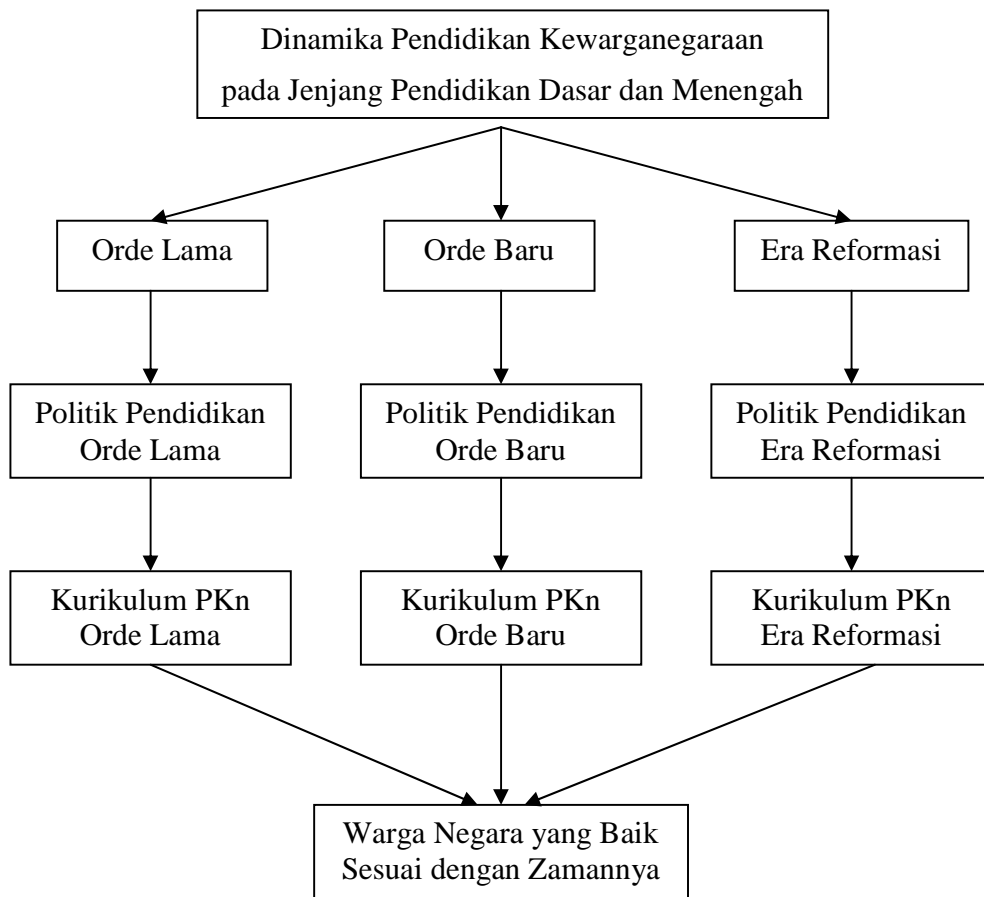 Dinamika Pendidikan Kewarganegaraan
pada Jenjang Pendidikan Dasar dan Menengah
Orde Lama
Orde Baru
Era Reformasi
Politik Pendidikan
Orde Lama
Politik Pendidikan
Orde Baru
Politik Pendidikan
Era Reformasi
Kurikulum PKn
Orde Lama
Kurikulum PKn
Orde Baru
Kurikulum PKn
Era Reformasi
Warga Negara yang Baik
Sesuai dengan Zamannya